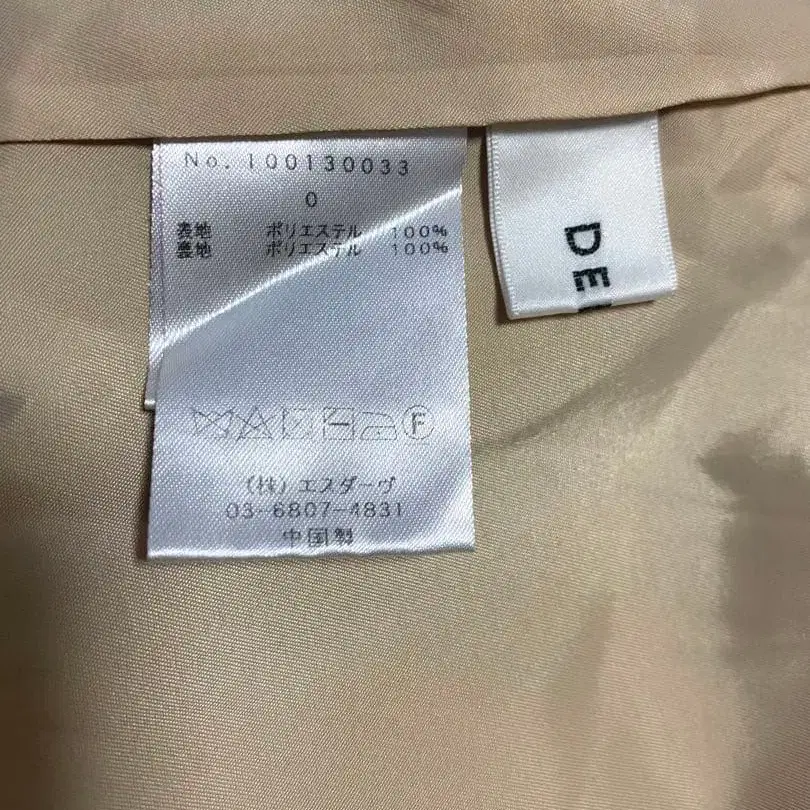 No. 100130033
0
表地 ポリエステル 100%
裏地 ポリエステル 100%
F
(株) エスダーヴ
03-6807-4831
中国製
DE